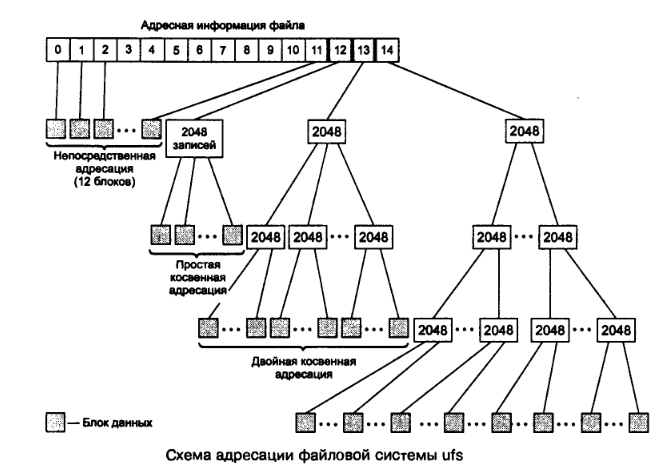 Адресная информация файла
0 1 2 3 4 5 6 7 8 9 10 11 12 13 14
2048
записей
2048
2048
Непосредственная
адресация
(12 блоков)
2048 2048 2048 2048 2048
Простая
косвенная
адресация
2048 2048 2048 2048
Двойная косвенная
адресация
— Блок данных
Схема адресации файловой системы ufs